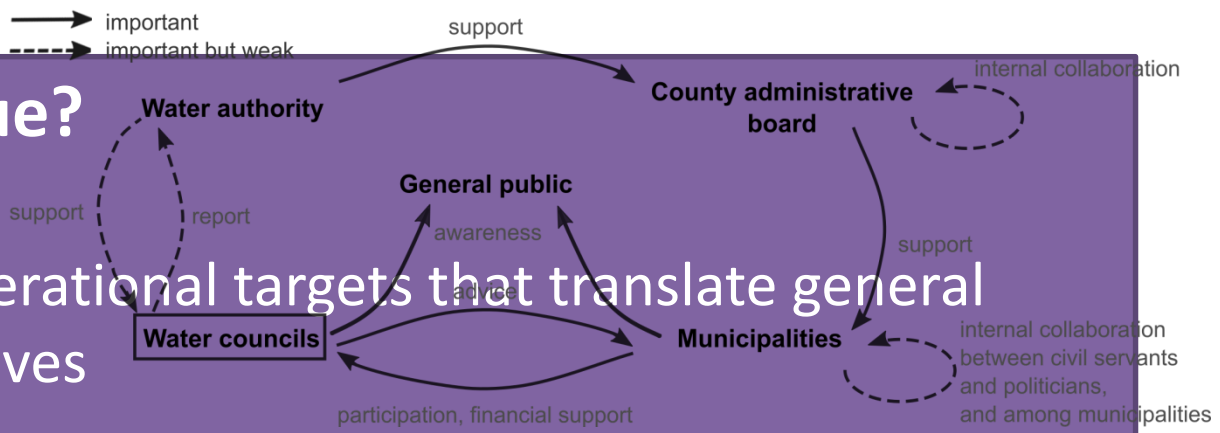 important
important but weak
support
internal collaboration
ue?
Water authority
County administrative
board
General public
support
report
awareness
support
erational targets that translate general
advice
Water councils
Municipalities
internal collaboration
between civil servants
and politicians,
and among municipalities
ves
participation, financial support